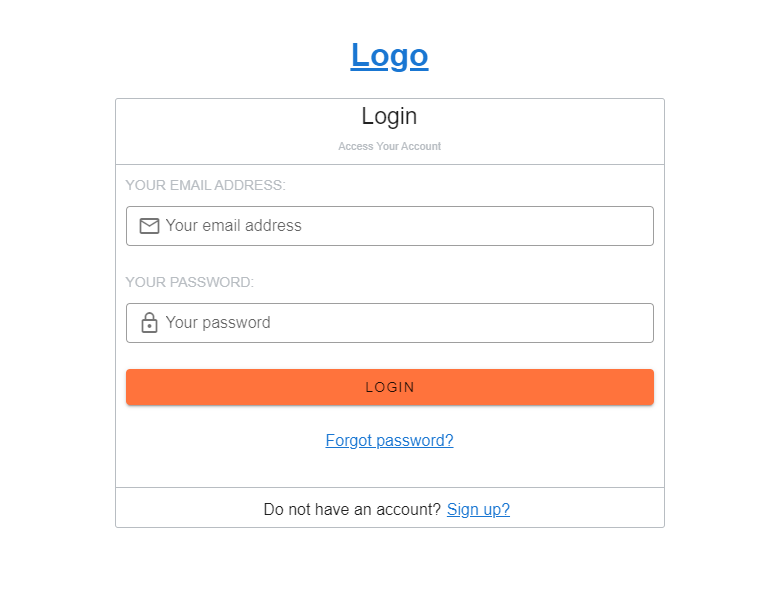 Logo
Login
Access Your Account
YOUR EMAIL ADDRESS:
Your email address
YOUR PASSWORD:
Your password
LOGIN
Forgot password?
Do not have an account? Sign up?